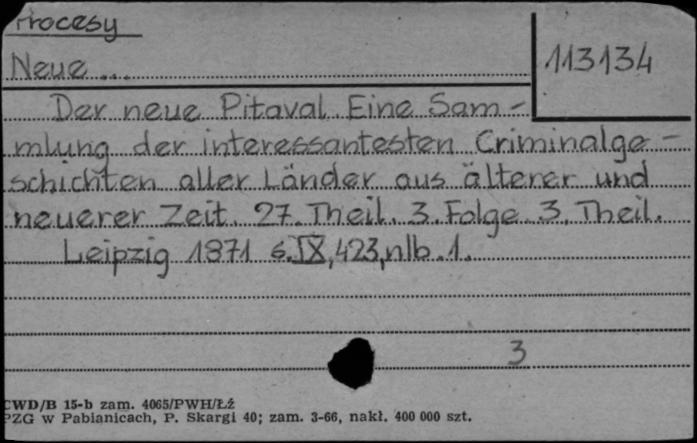 Procesy
Neue...
113134
Der neue Pitaval. Eine Sam-
mlung der interessantesten Criminalge-
schichten aller Länder aus älterer und
neuerer Zeit. 27. Theil. 3. Folge. 3. Theil.
Leipzig 1871 s. IX, 423, nlb. 1.
3
CWD/B 15-b zam. 4065/PWH/Łź
PZG w Pabianicach, P. Skargi 40; zam. 3-66, nakł. 400 000 szt.